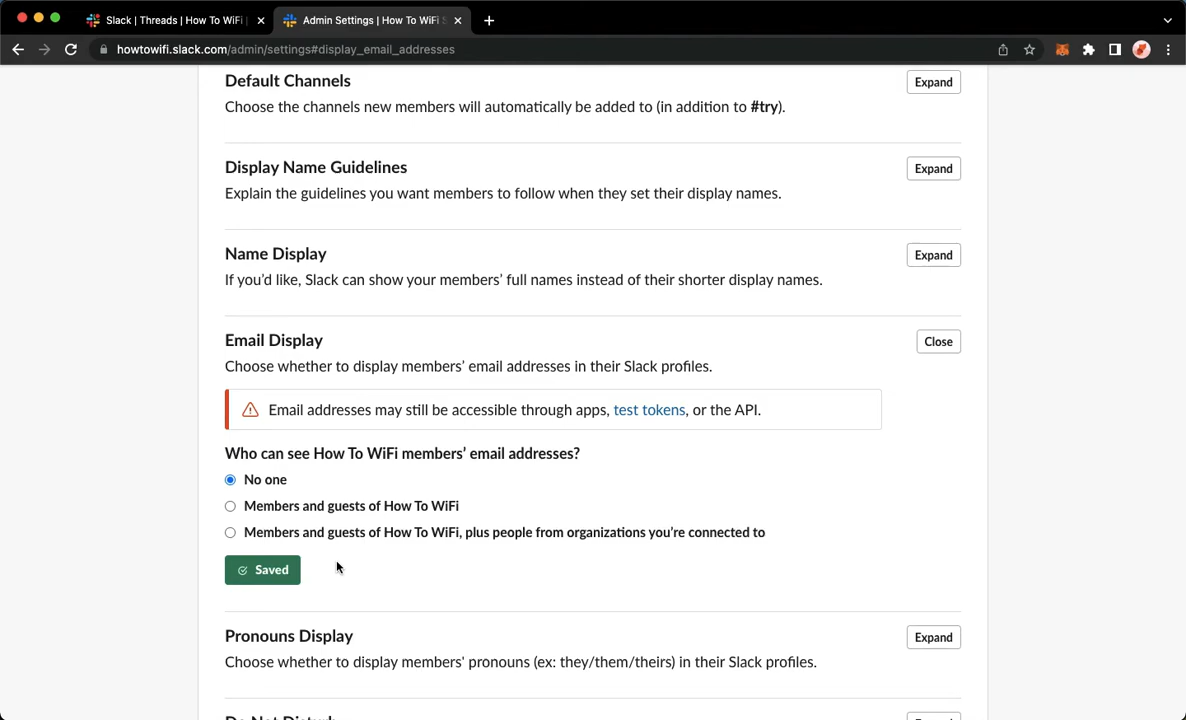 Slack | Threads | How To WiFi
Admin Settings | How To WiFi S
howtowifi.slack.com/admin/settings#display_email_addresses
Default Channels
Expand
Choose the channels new members will automatically be added to (in addition to #try).
Display Name Guidelines
Expand
Explain the guidelines you want members to follow when they set their display names.
Name Display
Expand
If you'd like, Slack can show your members' full names instead of their shorter display names.
Email Display
Close
Choose whether to display members' email addresses in their Slack profiles.
Email addresses may still be accessible through apps, test tokens, or the API.
Who can see How To WiFi members' email addresses?
No one
Members and guests of How To WiFi
Members and guests of How To WiFi, plus people from organizations you're connected to
Saved
Pronouns Display
Expand
Choose whether to display members' pronouns (ex: they/them/theirs) in their Slack profiles.
Do Not Disturb
Expand